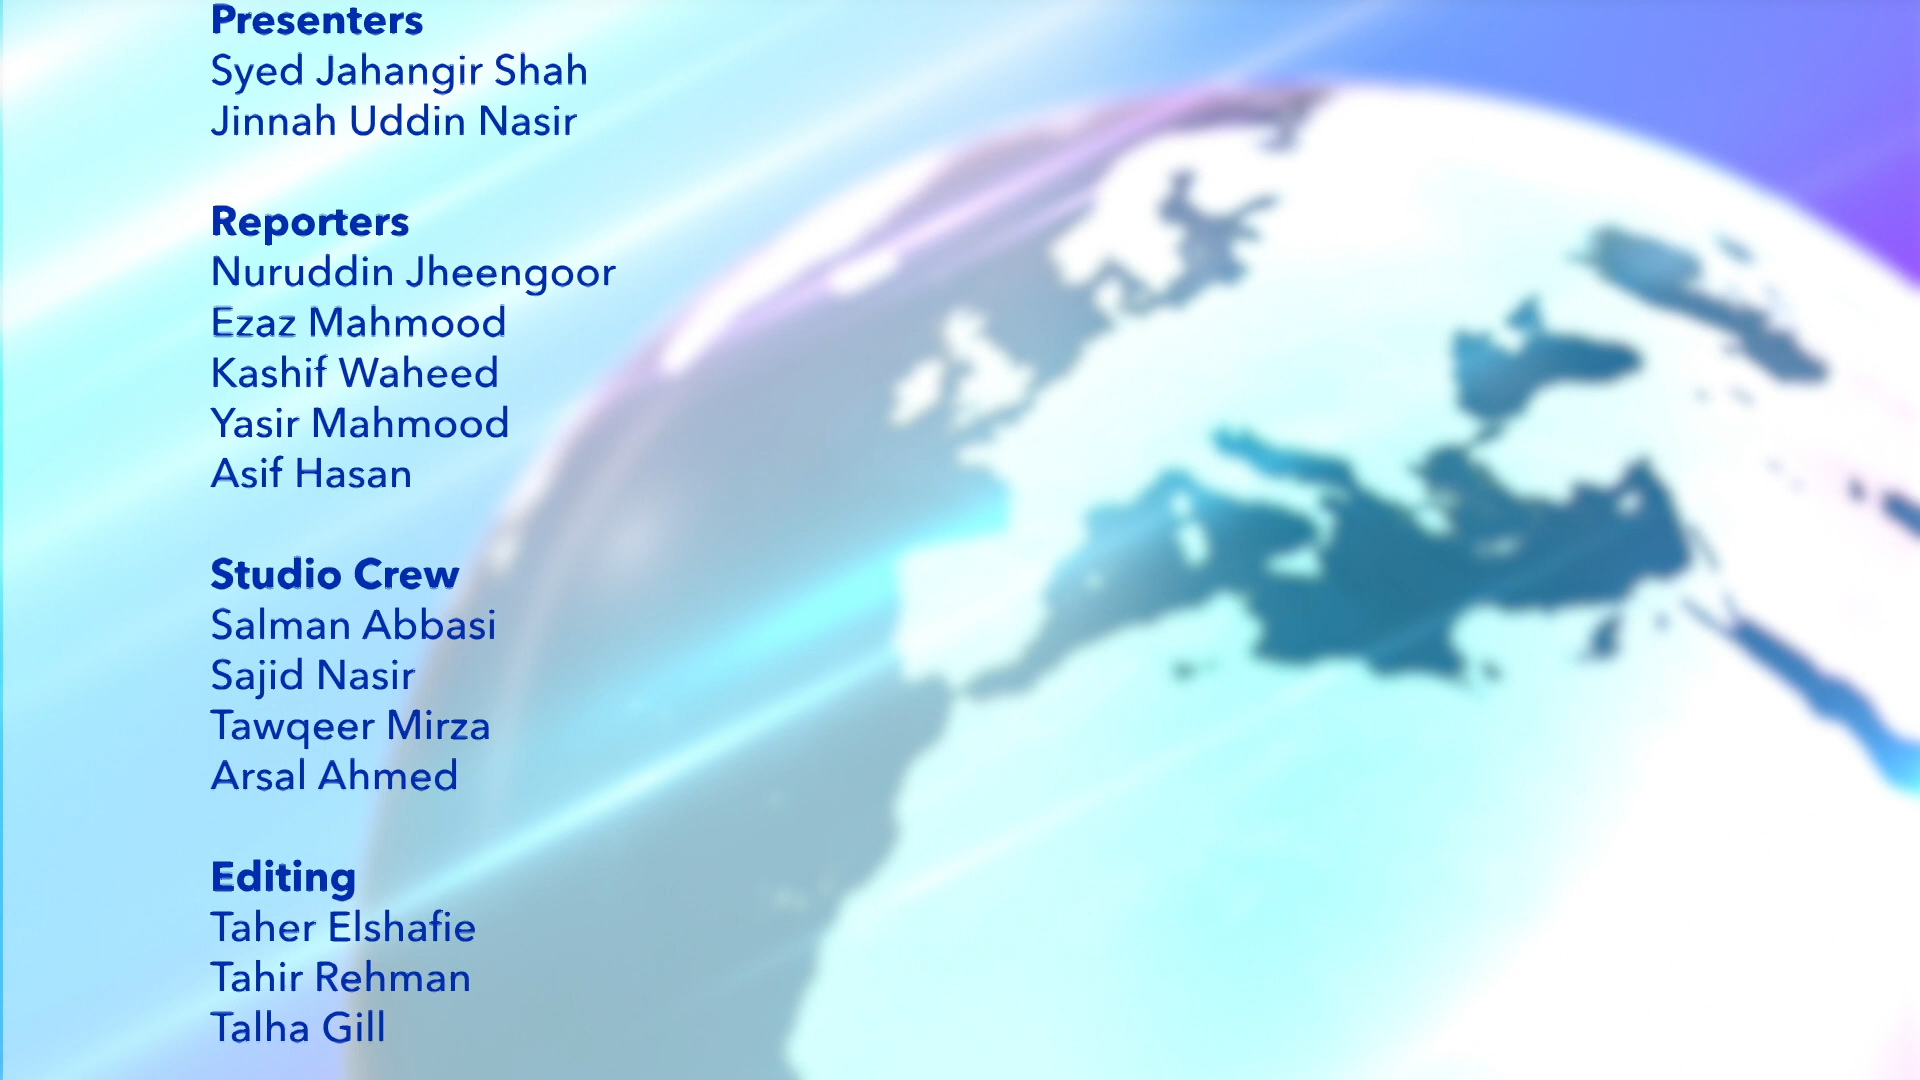 Presenters
Syed Jahangir Shah
Jinnah Uddin Nasir
Reporters
Nuruddin Jheengoor
Ezaz Mahmood
Kashif Waheed
Yasir Mahmood
Asif Hasan
Studio Crew
Salman Abbasi
Sajid Nasir
Tawqeer Mirza
Arsal Ahmed
Editing
Taher Elshafie
Tahir Rehman
Talha Gill